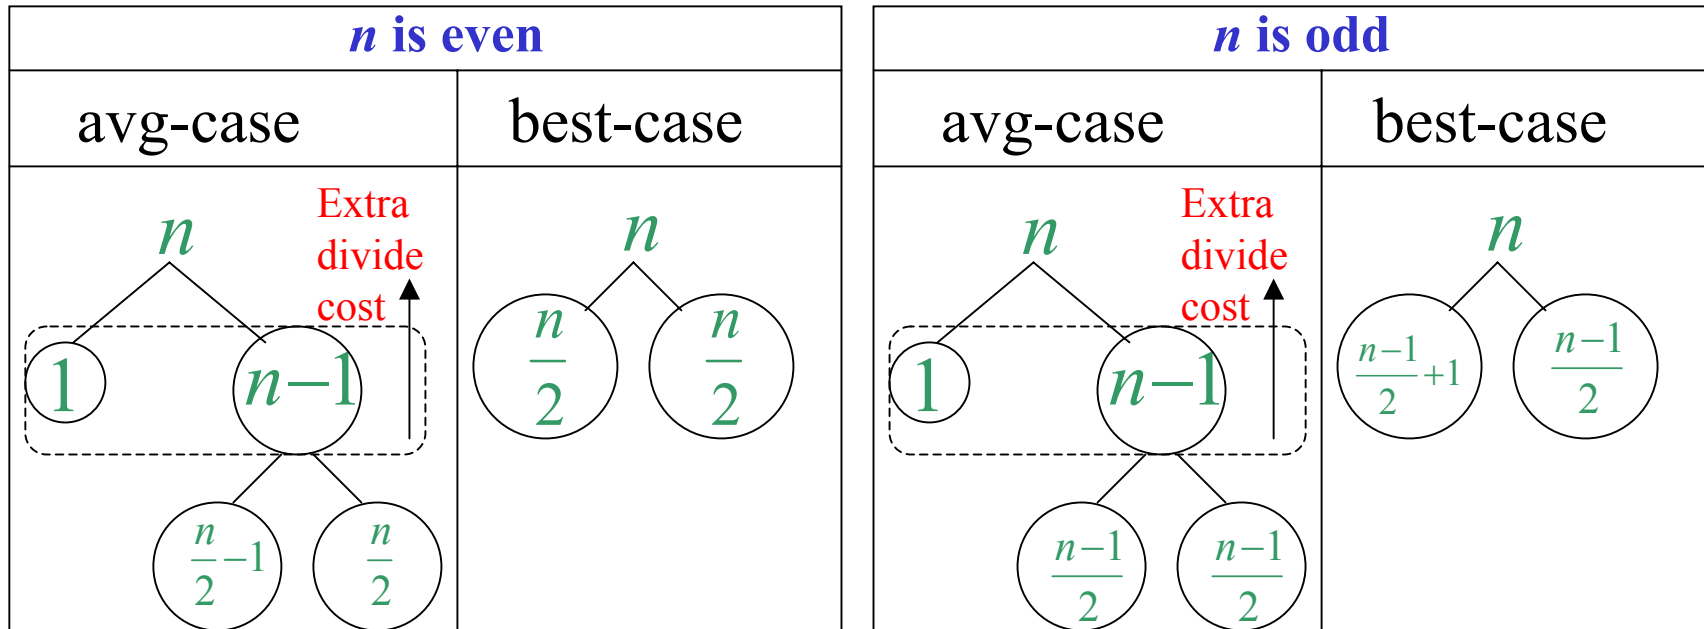 n is even
avg-case best-case
Extra
divide
cost
n
1
n−1
n/2 −1
n/2
n
n/2
n/2
n is odd
avg-case best-case
Extra
divide
cost
n
1
n−1
(n−1)/2
(n−1)/2
n
(n−1)/2 +1
(n−1)/2